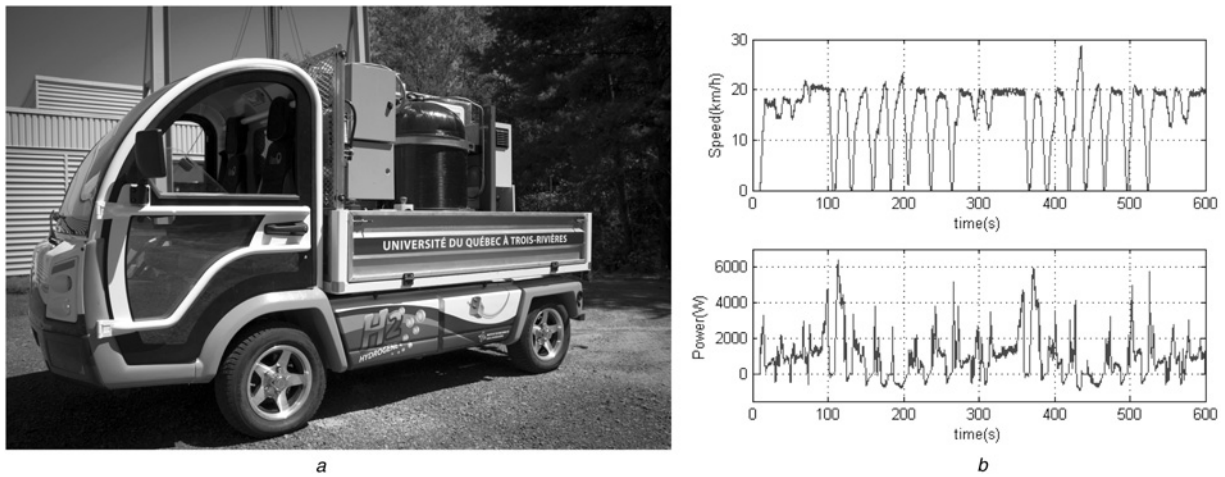 UNIVERSITÉ DU QUÉBEC À TROIS-RIVIÈRES
H2
HYDROGÈNE
a
30
20
10
0
Speed(km/h)
0 100 200 300 400 500 600
time(s)
6000
4000
2000
0
Power(W)
0 100 200 300 400 500 600
time(s)
b